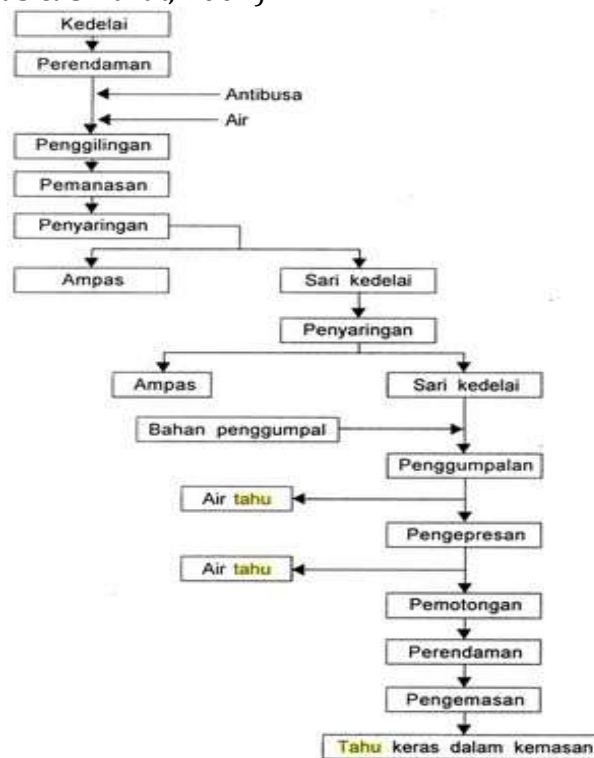 Kedelai
Perendaman
Antibusa
Air
Penggilingan
Pemanasan
Penyaringan
Ampas
Sari kedelai
Penyaringan
Ampas
Sari kedelai
Bahan penggumpal
Penggumpalan
Air tahu
Pengepresan
Air tahu
Pemotongan
Perendaman
Pengemasan
Tahu keras dalam kemasan